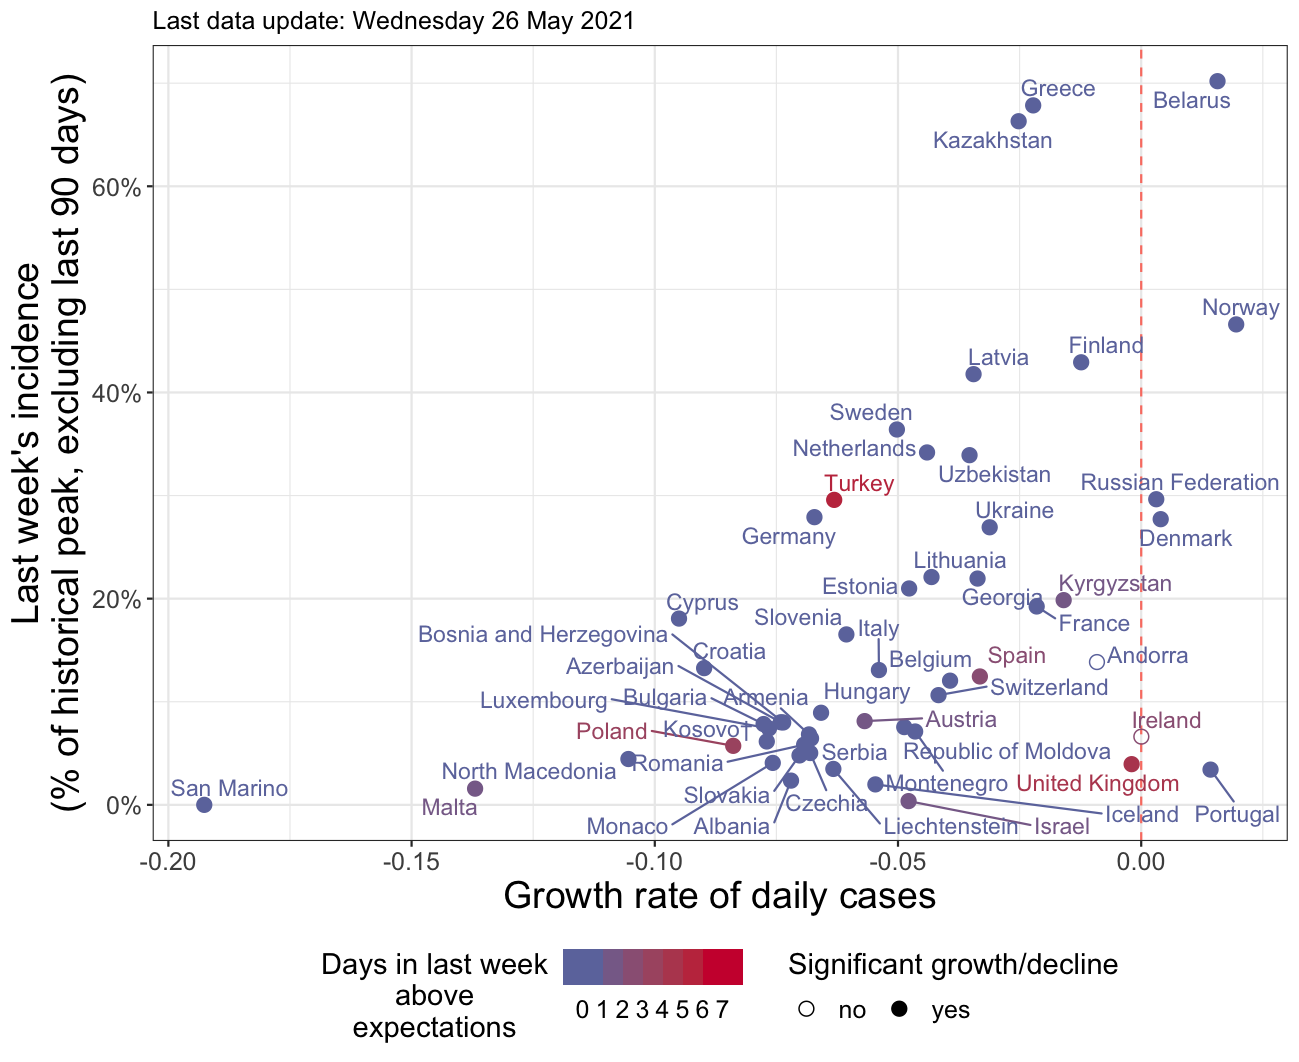 Last data update: Wednesday 26 May 2021
Last week's incidence
(% of historical peak, excluding last 90 days)
60%
40%
20%
0%
Greece
Belarus
Kazakhstan
Norway
Finland
Latvia
Sweden
Netherlands
Uzbekistan
Turkey
Russian Federation
Ukraine
Germany
Denmark
Lithuania
Estonia
Kyrgyzstan
Georgia
Cyprus
Slovenia
France
Italy
Bosnia and Herzegovina
Croatia
Spain
Andorra
Belgium
Azerbaijan
Switzerland
Hungary
Luxembourg
Bulgaria
Armenia
Austria
Ireland
Poland
Kosovo†
Serbia
Republic of Moldova
Romania
North Macedonia
San Marino
Montenegro
United Kingdom
Slovakia
Czechia
Malta
Iceland
Portugal
Monaco
Albania
Liechtenstein
Israel
-0.20
-0.15
-0.10
-0.05
0.00
Growth rate of daily cases
Days in last week
above
expectations
0 1 2 3 4 5 6 7
Significant growth/decline
no
yes